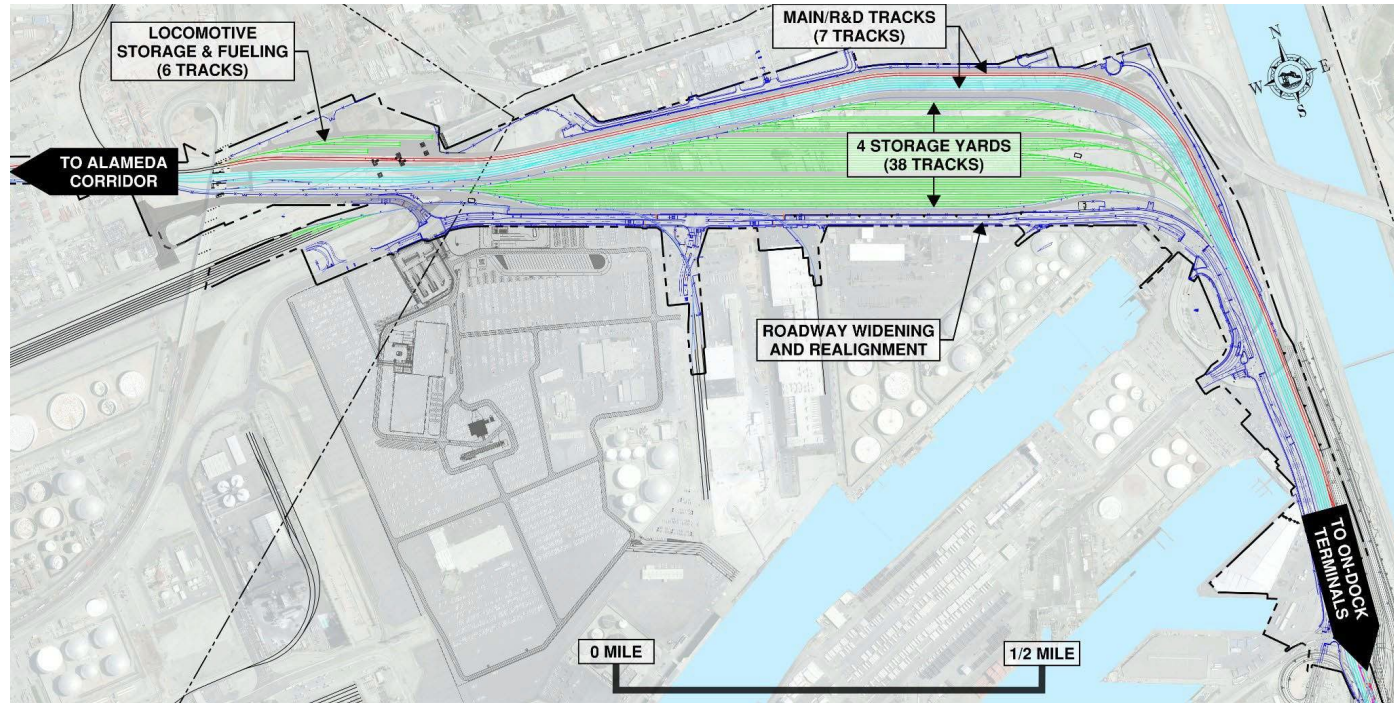 LOCOMOTIVE
STORAGE & FUELING
(6 TRACKS)
MAIN/R&D TRACKS
(7 TRACKS)
N
W
E
S
4 STORAGE YARDS
(38 TRACKS)
TO ALAMEDA
CORRIDOR
ROADWAY WIDENING
AND REALIGNMENT
TO ON-DOCK
TERMINALS
0 MILE
1/2 MILE